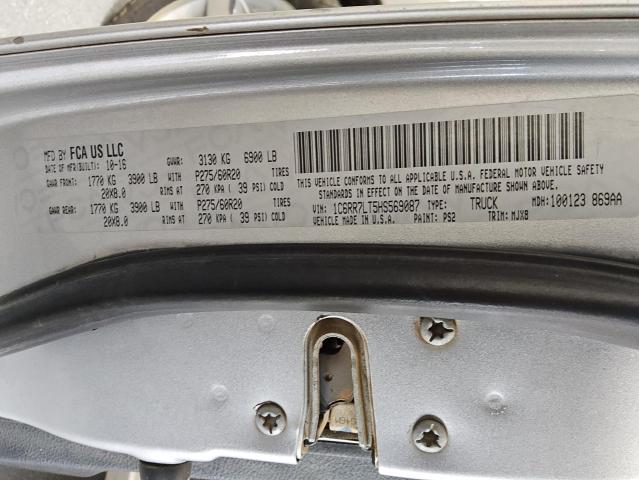 MFD BY FCA US LLC
DATE OF MFR(BUILT): 10-16 GVWR: 3130 KG 6900 LB
GAWR FRONT: 1770 KG 3900 LB WITH P275/60R20 TIRES
20X8.0 RIMS AT 270 KPA ( 39 PSI) COLD
GAWR REAR: 1770 KG 3900 LB WITH P275/60R20 TIRES
20X8.0 RIMS AT 270 KPA ( 39 PSI) COLD
THIS VEHICLE CONFORMS TO ALL APPLICABLE U.S.A. FEDERAL MOTOR VEHICLE SAFETY
STANDARDS IN EFFECT ON THE DATE OF MANUFACTURE SHOWN ABOVE.
VIN: 1C6RR7LT5HS569087 TYPE: TRUCK MDH: 100123 869AA
VEHICLE MADE IN U.S.A. PAINT: PS2 TRIM: MJX8